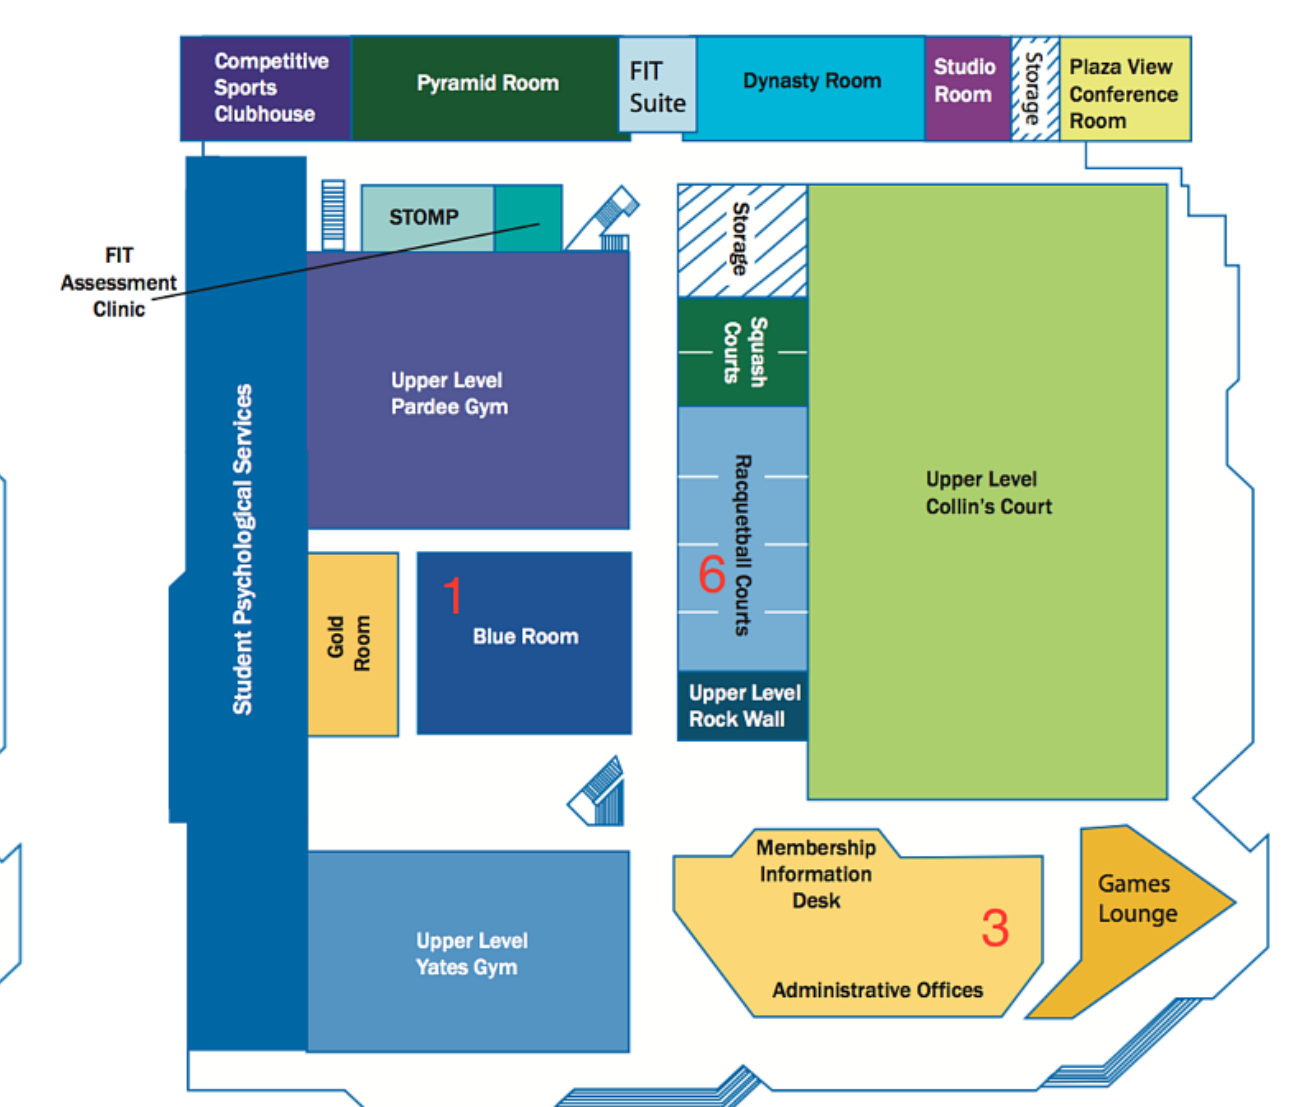 Competitive
Sports
Clubhouse
Pyramid Room
FIT
Suite
Dynasty Room
Studio
Room
Storage
Plaza View
Conference
Room
STOMP
FIT
Assessment
Clinic
Storage
Squash
Courts
Upper Level
Pardee Gym
Student Psychological Services
Racquetball Courts
6
Upper Level
Collin's Court
Gold
Room
1
Blue Room
Upper Level
Rock Wall
Membership
Information
Desk
3
Administrative Offices
Games
Lounge
Upper Level
Yates Gym